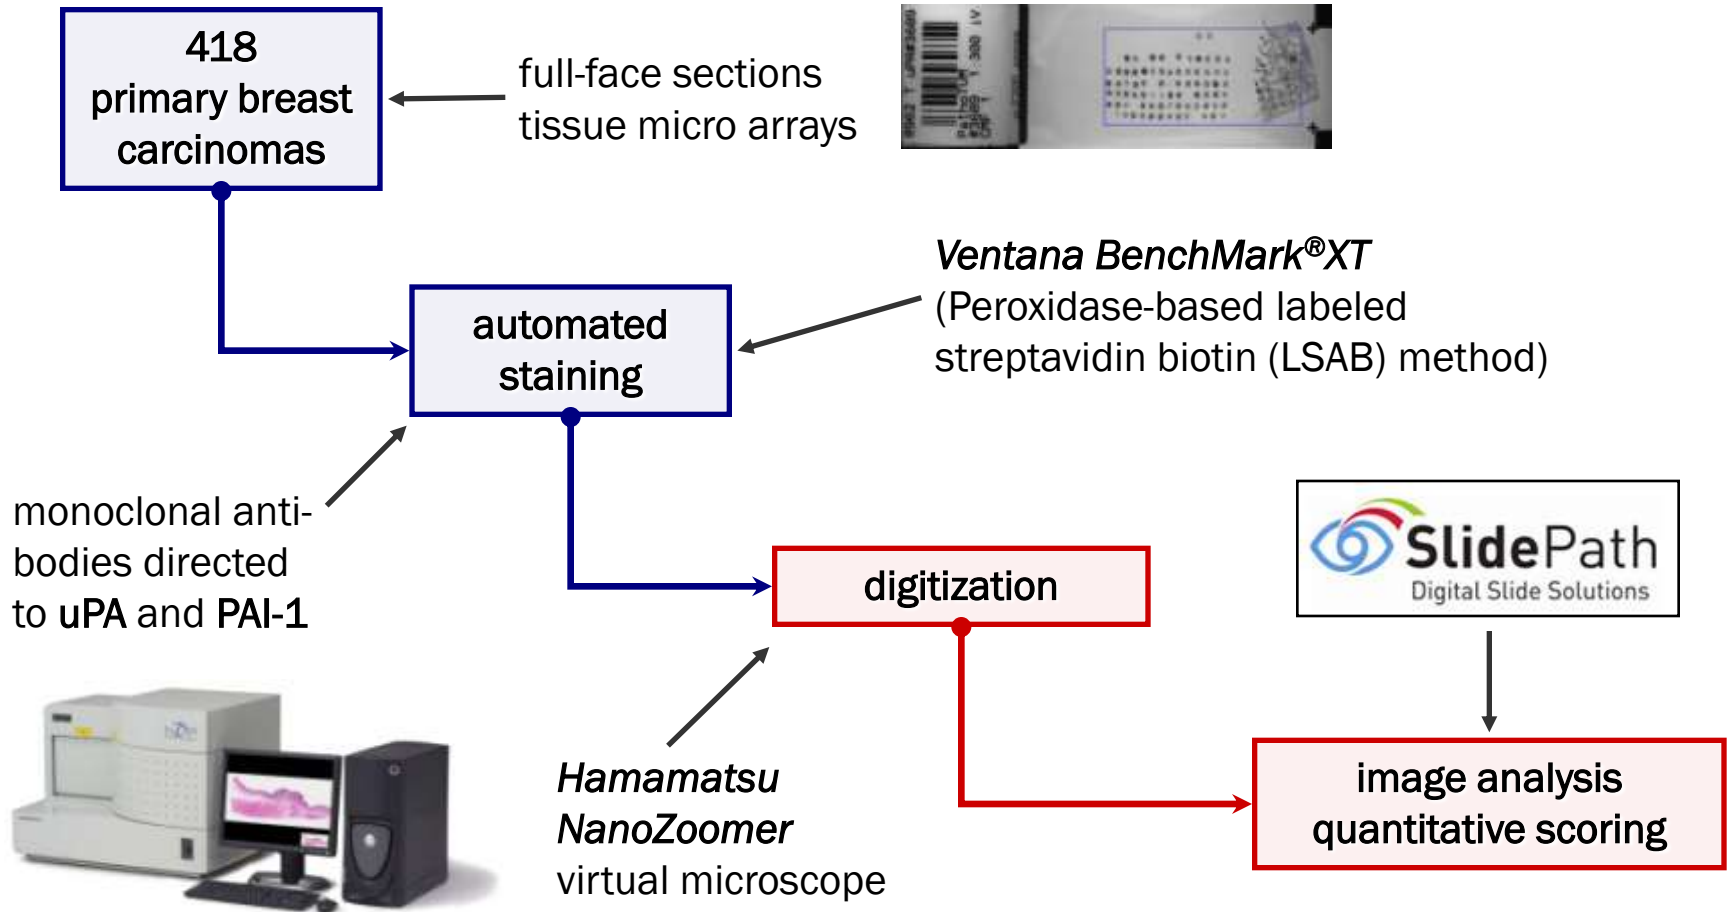 418
primary breast
carcinomas
full-face sections
tissue micro arrays
Ventana BenchMark®XT
(Peroxidase-based labeled
streptavidin biotin (LSAB) method)
automated
staining
monoclonal anti-
bodies directed
to uPA and PAI-1
SlidePath
Digital Slide Solutions
digitization
Hamamatsu
NanoZoomer
virtual microscope
image analysis
quantitative scoring